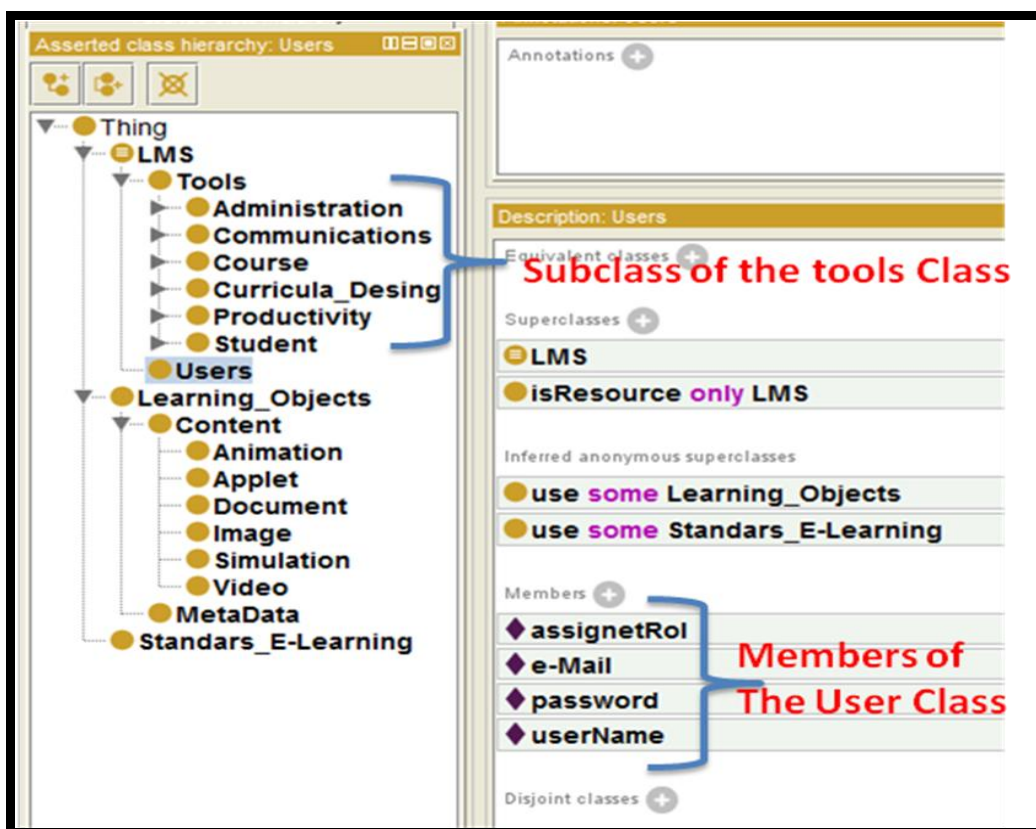 Asserted class hierarchy: Users
Thing
LMS
Tools
Administration
Communications
Course
Curricula_Desing
Productivity
Student
Users
Learning_Objects
Content
Animation
Applet
Document
Image
Simulation
Video
MetaData
Standars_E-Learning
Annotations
Description: Users
Equivalent classes
Subclass of the tools Class
Superclasses
LMS
isResource only LMS
Inferred anonymous superclasses
use some Learning_Objects
use some Standars_E-Learning
Members
assignetRol
e-Mail
password
userName
Members of
The User Class
Disjoint classes